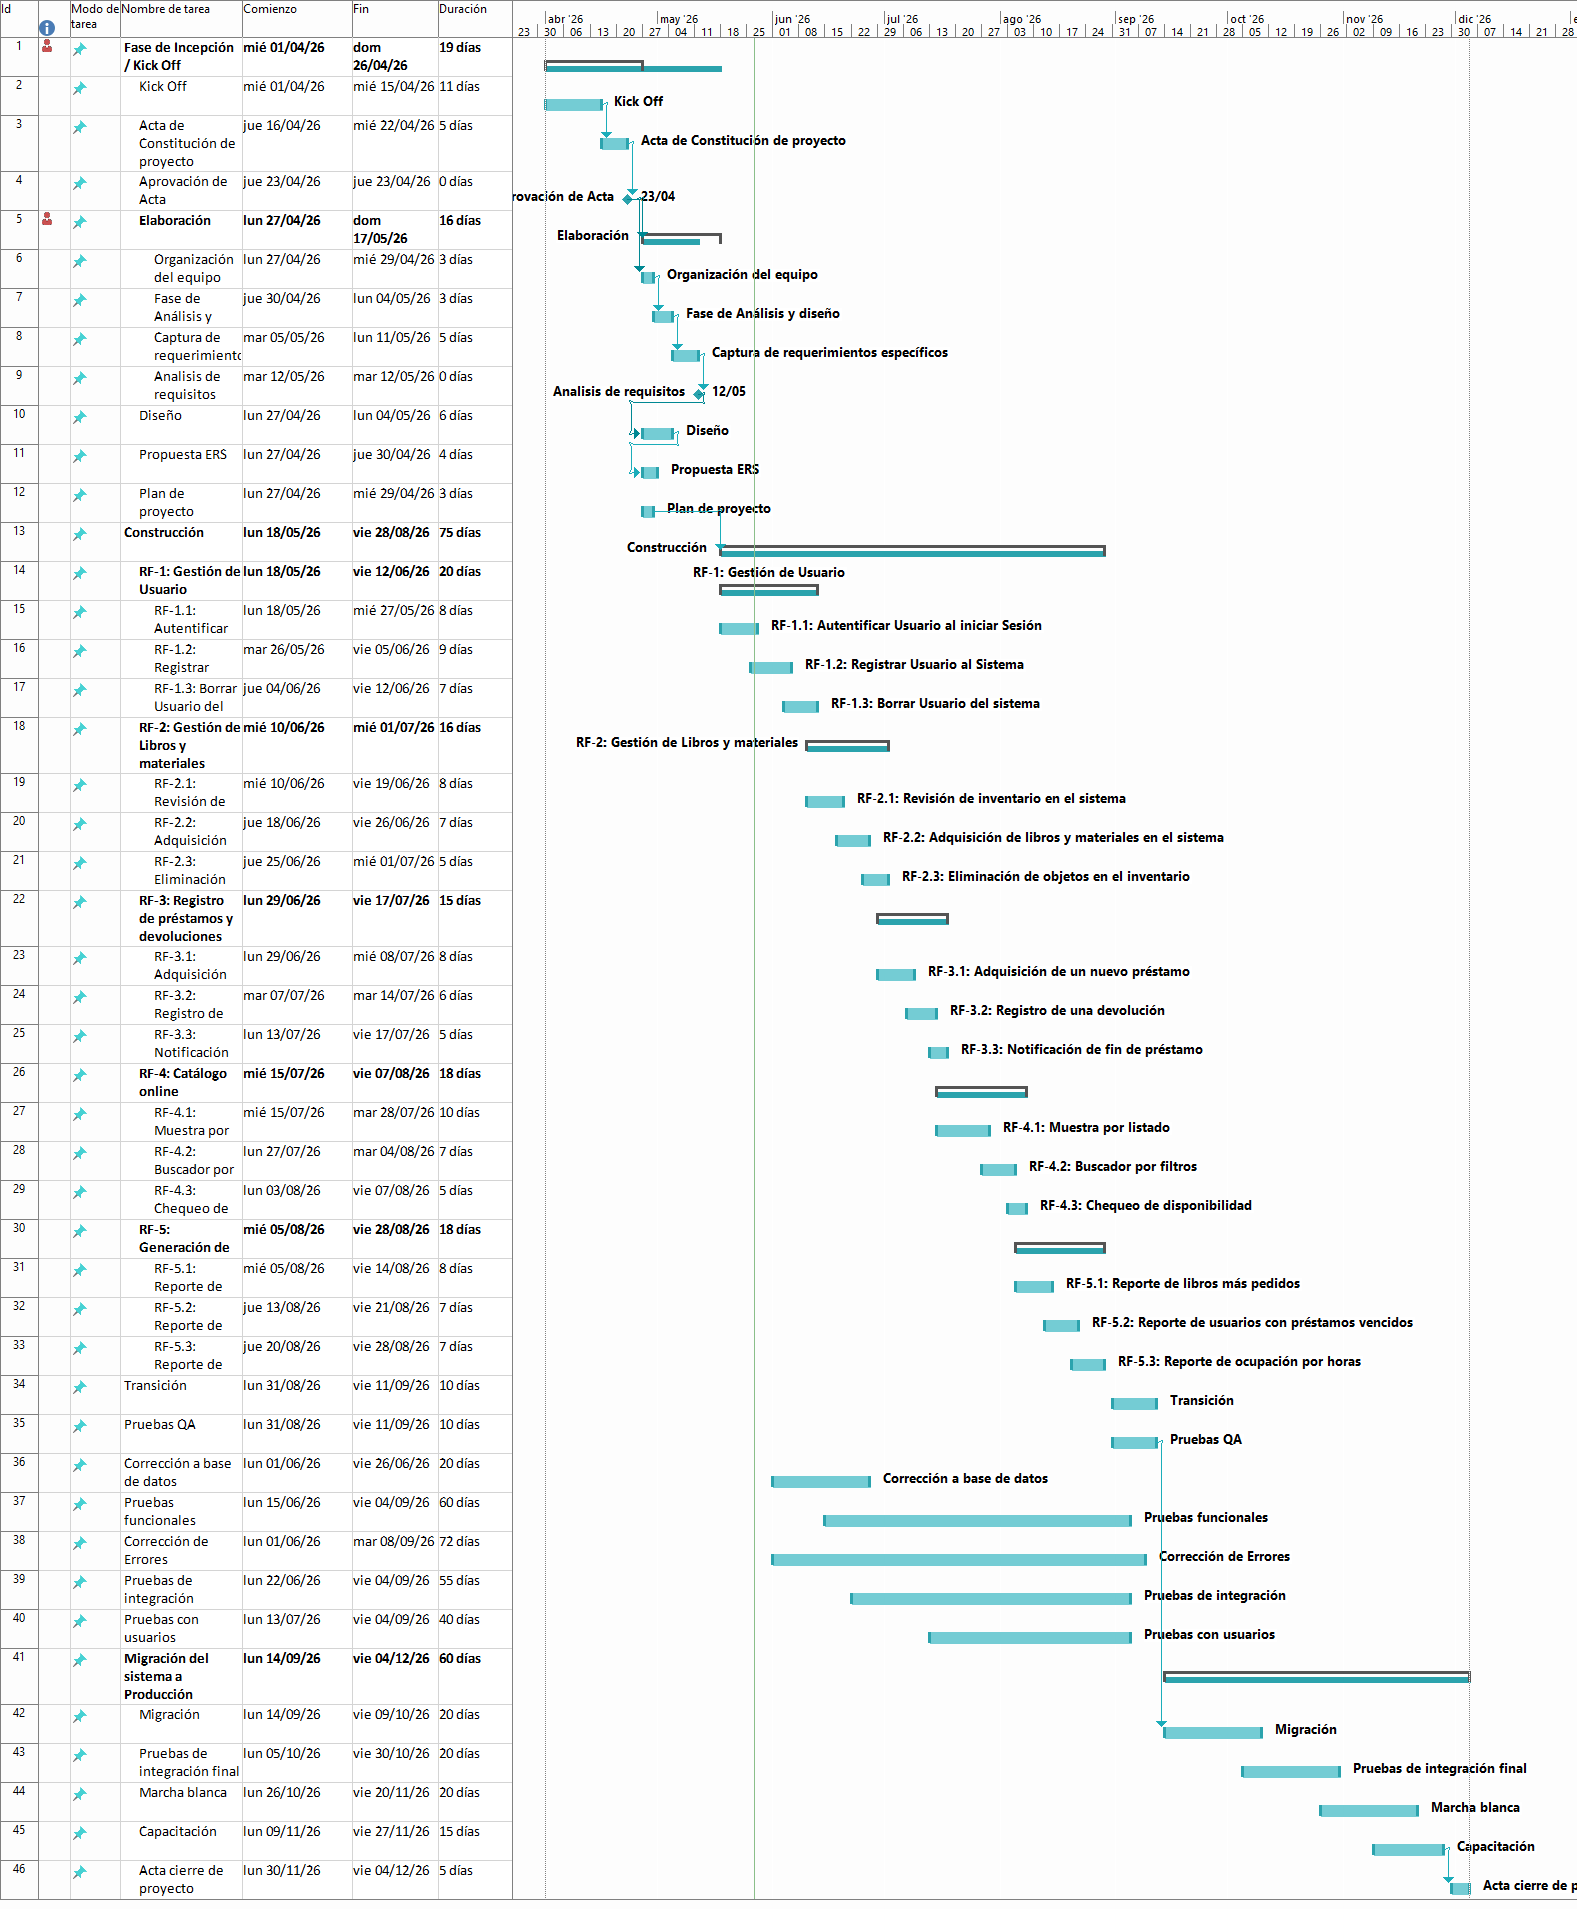 Id Modo de tarea Nombre de tarea Comienzo Fin Duración
abr '26 may '26 jun '26 jul '26 ago '26 sep '26 oct '26 nov '26 dic '26 e
23 30 06 13 20 27 04 11 18 25 01 08 15 22 29 06 13 20 27 03 10 17 24 31 07 14 21 28 05 12 19 26 02 09 16 23 30 07 14 21 28
1 Fase de Incepción / Kick Off mié 01/04/26 dom 26/04/26 19 días
2 Kick Off mié 01/04/26 mié 15/04/26 11 días Kick Off
3 Acta de Constitución de proyecto jue 16/04/26 mié 22/04/26 5 días Acta de Constitución de proyecto
4 Aprovación de Acta jue 23/04/26 jue 23/04/26 0 días rovación de Acta 23/04
5 Elaboración lun 27/04/26 dom 17/05/26 16 días Elaboración
6 Organización del equipo lun 27/04/26 mié 29/04/26 3 días Organización del equipo
7 Fase de Análisis y jue 30/04/26 lun 04/05/26 3 días Fase de Análisis y diseño
8 Captura de requerimiento mar 05/05/26 lun 11/05/26 5 días Captura de requerimientos específicos
9 Analisis de requisitos mar 12/05/26 mar 12/05/26 0 días Analisis de requisitos 12/05
10 Diseño lun 27/04/26 lun 04/05/26 6 días Diseño
11 Propuesta ERS lun 27/04/26 jue 30/04/26 4 días Propuesta ERS
12 Plan de proyecto lun 27/04/26 mié 29/04/26 3 días Plan de proyecto
13 Construcción lun 18/05/26 vie 28/08/26 75 días Construcción
14 RF-1: Gestión de Usuario lun 18/05/26 vie 12/06/26 20 días RF-1: Gestión de Usuario
15 RF-1.1: Autentificar lun 18/05/26 mié 27/05/26 8 días RF-1.1: Autentificar Usuario al iniciar Sesión
16 RF-1.2: Registrar mar 26/05/26 vie 05/06/26 9 días RF-1.2: Registrar Usuario al Sistema
17 RF-1.3: Borrar Usuario del jue 04/06/26 vie 12/06/26 7 días RF-1.3: Borrar Usuario del sistema
18 RF-2: Gestión de Libros y materiales mié 10/06/26 mié 01/07/26 16 días RF-2: Gestión de Libros y materiales
19 RF-2.1: Revisión de mié 10/06/26 vie 19/06/26 8 días RF-2.1: Revisión de inventario en el sistema
20 RF-2.2: Adquisición jue 18/06/26 vie 26/06/26 7 días RF-2.2: Adquisición de libros y materiales en el sistema
21 RF-2.3: Eliminación jue 25/06/26 mié 01/07/26 5 días RF-2.3: Eliminación de objetos en el inventario
22 RF-3: Registro de préstamos y devoluciones lun 29/06/26 vie 17/07/26 15 días
23 RF-3.1: Adquisición lun 29/06/26 mié 08/07/26 8 días RF-3.1: Adquisición de un nuevo préstamo
24 RF-3.2: Registro de mar 07/07/26 mar 14/07/26 6 días RF-3.2: Registro de una devolución
25 RF-3.3: Notificación lun 13/07/26 vie 17/07/26 5 días RF-3.3: Notificación de fin de préstamo
26 RF-4: Catálogo online mié 15/07/26 vie 07/08/26 18 días
27 RF-4.1: Muestra por mié 15/07/26 mar 28/07/26 10 días RF-4.1: Muestra por listado
28 RF-4.2: Buscador por lun 27/07/26 mar 04/08/26 7 días RF-4.2: Buscador por filtros
29 RF-4.3: Chequeo de lun 03/08/26 vie 07/08/26 5 días RF-4.3: Chequeo de disponibilidad
30 RF-5: Generación de mié 05/08/26 vie 28/08/26 18 días
31 RF-5.1: Reporte de mié 05/08/26 vie 14/08/26 8 días RF-5.1: Reporte de libros más pedidos
32 RF-5.2: Reporte de jue 13/08/26 vie 21/08/26 7 días RF-5.2: Reporte de usuarios con préstamos vencidos
33 RF-5.3: Reporte de jue 20/08/26 vie 28/08/26 7 días RF-5.3: Reporte de ocupación por horas
34 Transición lun 31/08/26 vie 11/09/26 10 días Transición
35 Pruebas QA lun 31/08/26 vie 11/09/26 10 días Pruebas QA
36 Corrección a base de datos lun 01/06/26 vie 26/06/26 20 días Corrección a base de datos
37 Pruebas funcionales lun 15/06/26 vie 04/09/26 60 días Pruebas funcionales
38 Corrección de Errores lun 01/06/26 mar 08/09/26 72 días Corrección de Errores
39 Pruebas de integración lun 22/06/26 vie 04/09/26 55 días Pruebas de integración
40 Pruebas con usuarios lun 13/07/26 vie 04/09/26 40 días Pruebas con usuarios
41 Migración del sistema a Producción lun 14/09/26 vie 04/12/26 60 días
42 Migración lun 14/09/26 vie 09/10/26 20 días Migración
43 Pruebas de integración final lun 05/10/26 vie 30/10/26 20 días Pruebas de integración final
44 Marcha blanca lun 26/10/26 vie 20/11/26 20 días Marcha blanca
45 Capacitación lun 09/11/26 vie 27/11/26 15 días Capacitación
46 Acta cierre de proyecto lun 30/11/26 vie 04/12/26 5 días Acta cierre de p